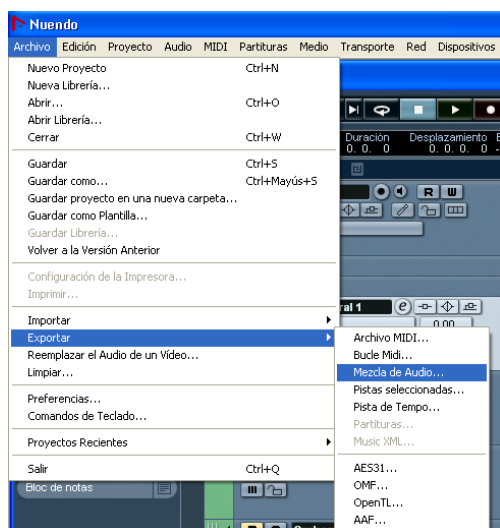 Nuendo
Archivo Edición Proyecto Audio MIDI Partituras Medio Transporte Red Dispositivos
Nuevo Proyecto Ctrl+N
Nueva Librería...
Abrir... Ctrl+O
Abrir Librería...
Cerrar Ctrl+W
Duración Desplazamiento
0. 0. 0 0. 0. 0. 0
Guardar Ctrl+S
Guardar como... Ctrl+Mayús+S
Guardar proyecto en una nueva carpeta...
Guardar como Plantilla...
Guardar Librería...
Volver a la Versión Anterior
R W
Configuración de la Impresora...
Imprimir...
ral 1 e
0.00
Importar
Exportar
Reemplazar el Audio de un Vídeo...
Limpiar...
Preferencias...
Comandos de Teclado...
Proyectos Recientes
Salir Ctrl+Q
Archivo MIDI...
Bucle Midi...
Mezcla de Audio...
Pistas seleccionadas...
Pista de Tempo...
Partituras...
Music XML...
AES31...
OMF...
OpenTL...
AAF...
Bloc de notas